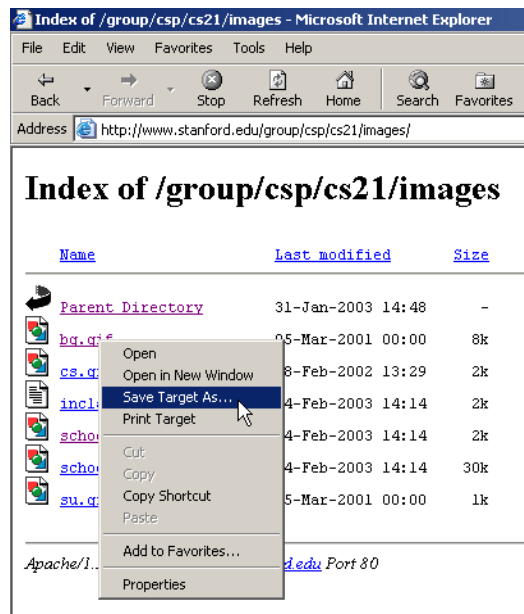 Index of /group/csp/cs21/images - Microsoft Internet Explorer
File Edit View Favorites Tools Help
Back Forward Stop Refresh Home Search Favorites
Address http://www.stanford.edu/group/csp/cs21/images/
Index of /group/csp/cs21/images
Name Last modified Size
Parent Directory 31-Jan-2003 14:48 -
bg.gif 05-Mar-2001 00:00 8k
8-Feb-2002 13:29 2k
4-Feb-2003 14:14 2k
4-Feb-2003 14:14 2k
4-Feb-2003 14:14 30k
5-Mar-2001 00:00 1k
Open
Open in New Window
Save Target As...
Print Target
Cut
Copy
Copy Shortcut
Paste
Add to Favorites...
Properties
Apache/1. d.edu Port 80